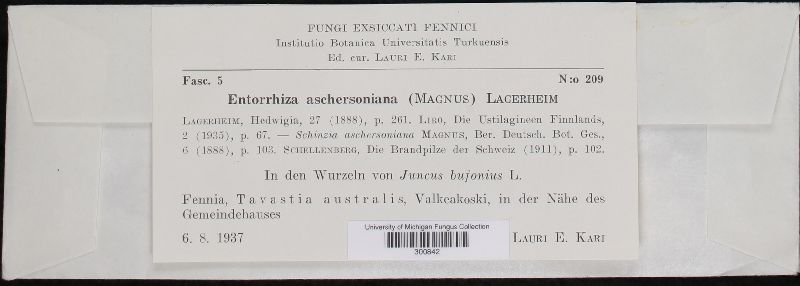 FUNGI EXSICCATI FENNICI
Institutio Botanica Universitatis Turkuensis
Ed. cur. LAURI E. KARI
Fasc. 5 N:o 209
Entorrhiza aschersoniana (MAGNUS) LAGERHEIM
LAGERHEIM, Hedwigia, 27 (1888), p. 261. LIRO, Die Ustilagineen Finnlands,
2 (1935), p. 67. — Schinzia aschersoniana MAGNUS, Ber. Deutsch. Bot. Ges.,
6 (1888), p. 103. SCHELLENBERG, Die Brandpilze der Schweiz (1911), p. 102.
In den Wurzeln von Juncus bufonius L.
Fennia, Tavastia australis, Valkeakoski, in der Nähe des
Gemeindehauses
6. 8. 1937 LAURI E. KARI
University of Michigan Fungus Collection
300842